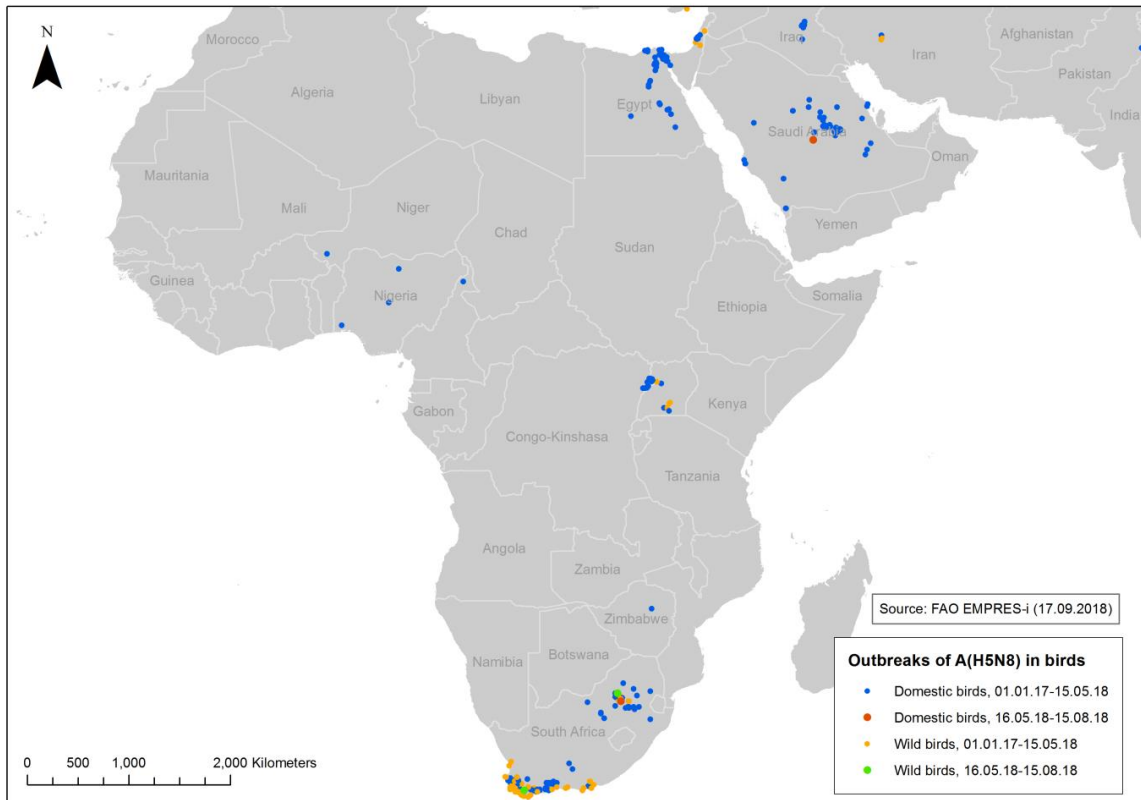 N
Morocco
Algeria
Libyan
Egypt
Iraq
Iran
Afghanistan
Pakistan
India
Saudi Arabia
Oman
Yemen
Mauritania
Mali
Niger
Chad
Sudan
Guinea
Nigeria
Ethiopia
Somalia
Gabon
Congo-Kinshasa
Kenya
Tanzania
Angola
Zambia
Zimbabwe
Namibia
Botswana
South Africa
Source: FAO EMPRES-i (17.09.2018)
Outbreaks of A(H5N8) in birds
Domestic birds, 01.01.17-15.05.18
Domestic birds, 16.05.18-15.08.18
Wild birds, 01.01.17-15.05.18
Wild birds, 16.05.18-15.08.18
0 500 1,000 2,000 Kilometers